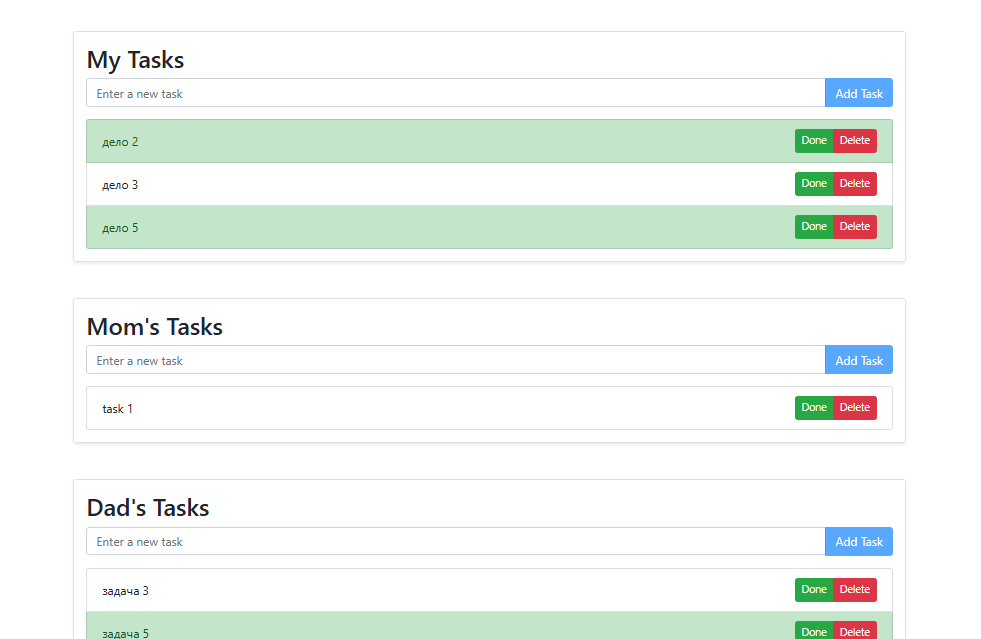 My Tasks
Enter a new task Add Task
дело 2 Done Delete
дело 3 Done Delete
дело 5 Done Delete
Mom's Tasks
Enter a new task Add Task
task 1 Done Delete
Dad's Tasks
Enter a new task Add Task
задача 3 Done Delete
задача 5 Done Delete